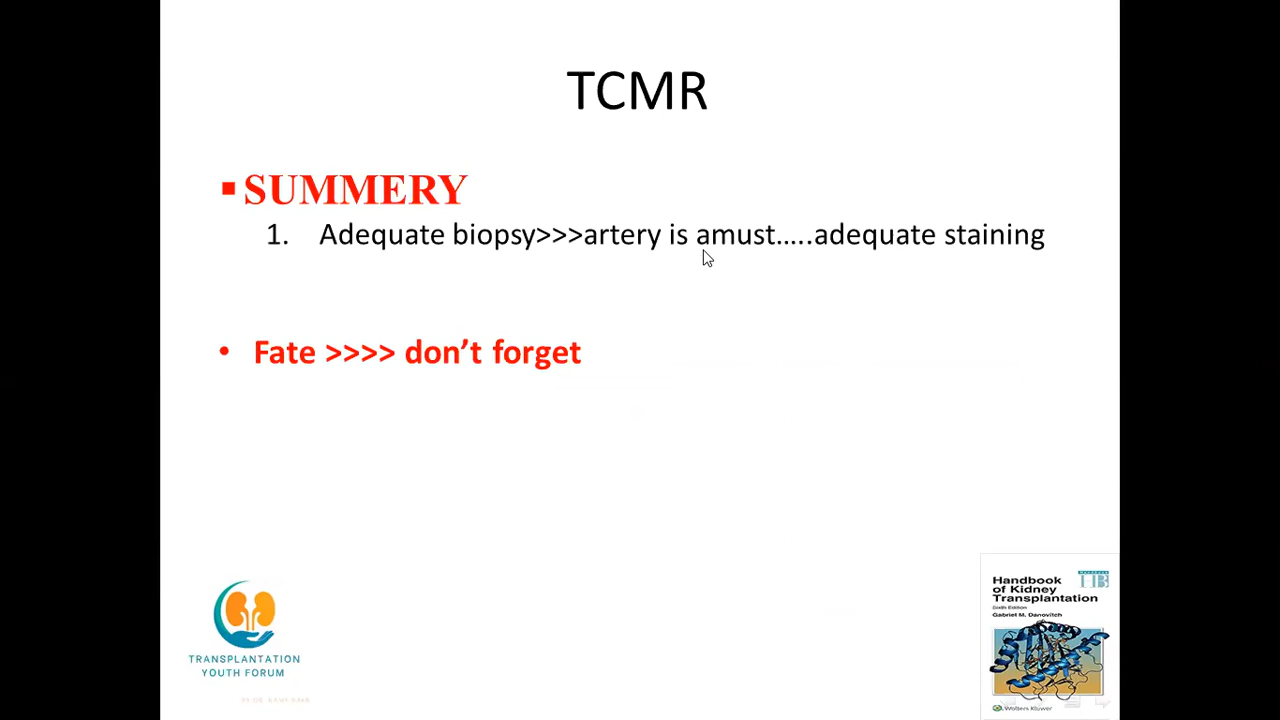 TCMR
▪ SUMMERY
1. Adequate biopsy>>>artery is amust.....adequate staining
• Fate >>>> don’t forget
TRANSPLANTATION
YOUTH FORUM
Handbook
of Kidney
Transplantation
Sixth Edition
Gabriel M. Danovitch
Wolters Kluwer